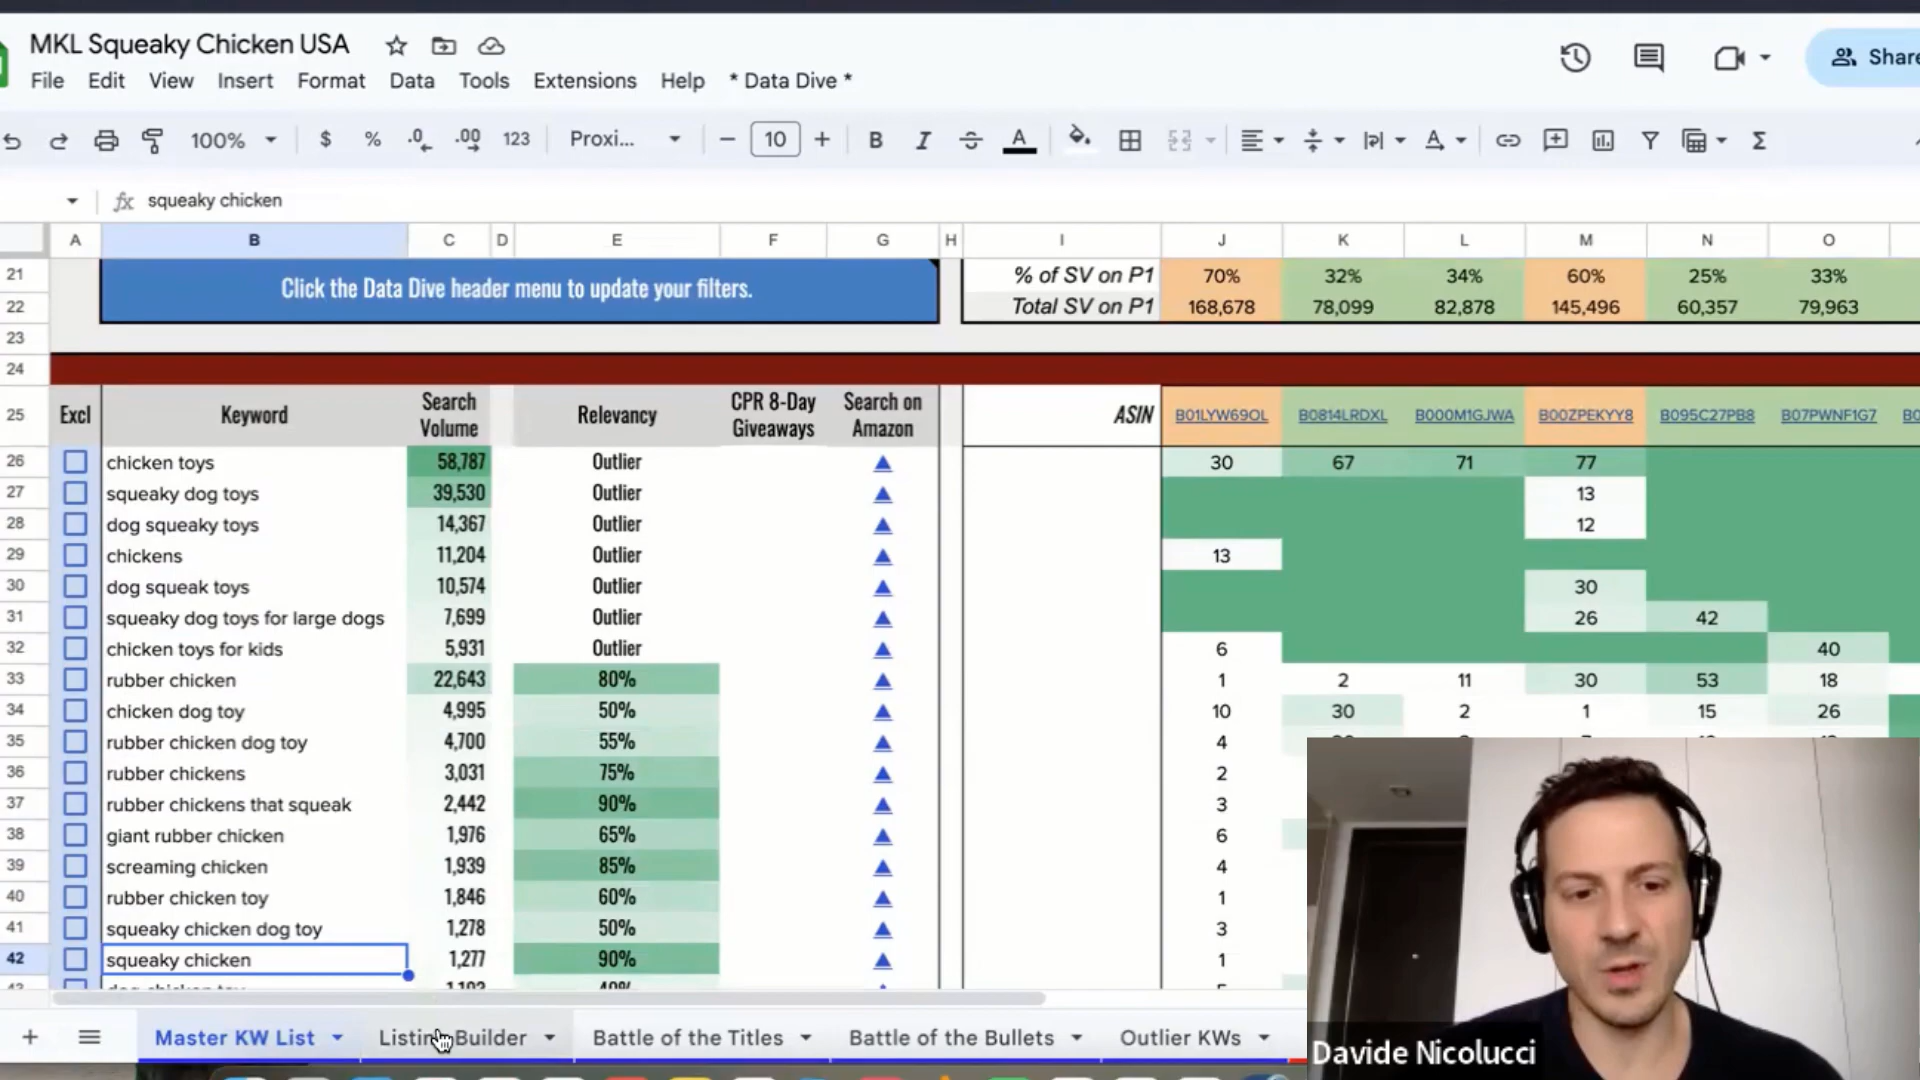 MKL Squeaky Chicken USA
File Edit View Insert Format Data Tools Extensions Help * Data Dive *
Share
100% $ % .0 .00 123 Proxi... 10 B I A
fx squeaky chicken
A B C D E F G H I J K L M N O
21 Click the Data Dive header menu to update your filters. % of SV on P1 70% 32% 34% 60% 25% 33%
22 Total SV on P1 168,678 78,099 82,878 145,496 60,357 79,963
23
24
25 Excl Keyword Search Volume Relevancy CPR 8-Day Giveaways Search on Amazon ASIN B01LYW69OL B0814LRDXL B000M1GJWA B00ZPEKYY8 B095C27PB8 B07PWNF1G7
26 chicken toys 58,787 Outlier 30 67 71 77
27 squeaky dog toys 39,530 Outlier 13
28 dog squeaky toys 14,367 Outlier 12
29 chickens 11,204 Outlier 13
30 dog squeak toys 10,574 Outlier 30
31 squeaky dog toys for large dogs 7,699 Outlier 26 42
32 chicken toys for kids 5,931 Outlier 6 40
33 rubber chicken 22,643 80% 1 2 11 30 53 18
34 chicken dog toy 4,995 50% 10 30 2 1 15 26
35 rubber chicken dog toy 4,700 55% 4
36 rubber chickens 3,031 75% 2
37 rubber chickens that squeak 2,442 90% 3
38 giant rubber chicken 1,976 65% 6
39 screaming chicken 1,939 85% 4
40 rubber chicken toy 1,846 60% 1
41 squeaky chicken dog toy 1,278 50% 3
42 squeaky chicken 1,277 90% 1
Master KW List Listing Builder Battle of the Titles Battle of the Bullets Outlier KWs
Davide Nicolucci